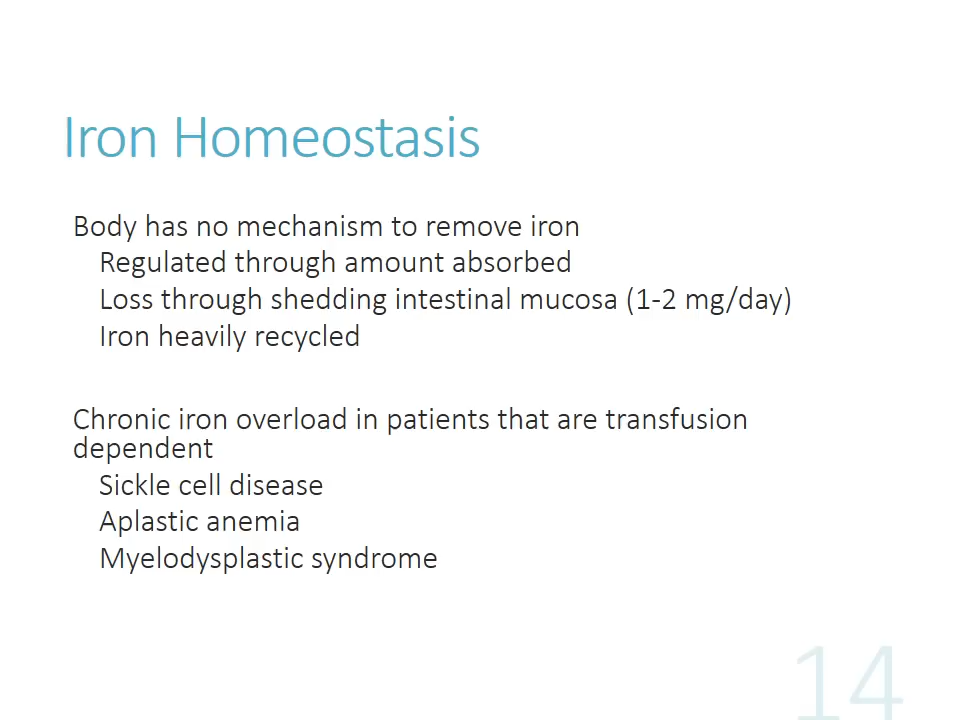 Iron Homeostasis
Body has no mechanism to remove iron
Regulated through amount absorbed
Loss through shedding intestinal mucosa (1-2 mg/day)
Iron heavily recycled
Chronic iron overload in patients that are transfusion
dependent
Sickle cell disease
Aplastic anemia
Myelodysplastic syndrome
14